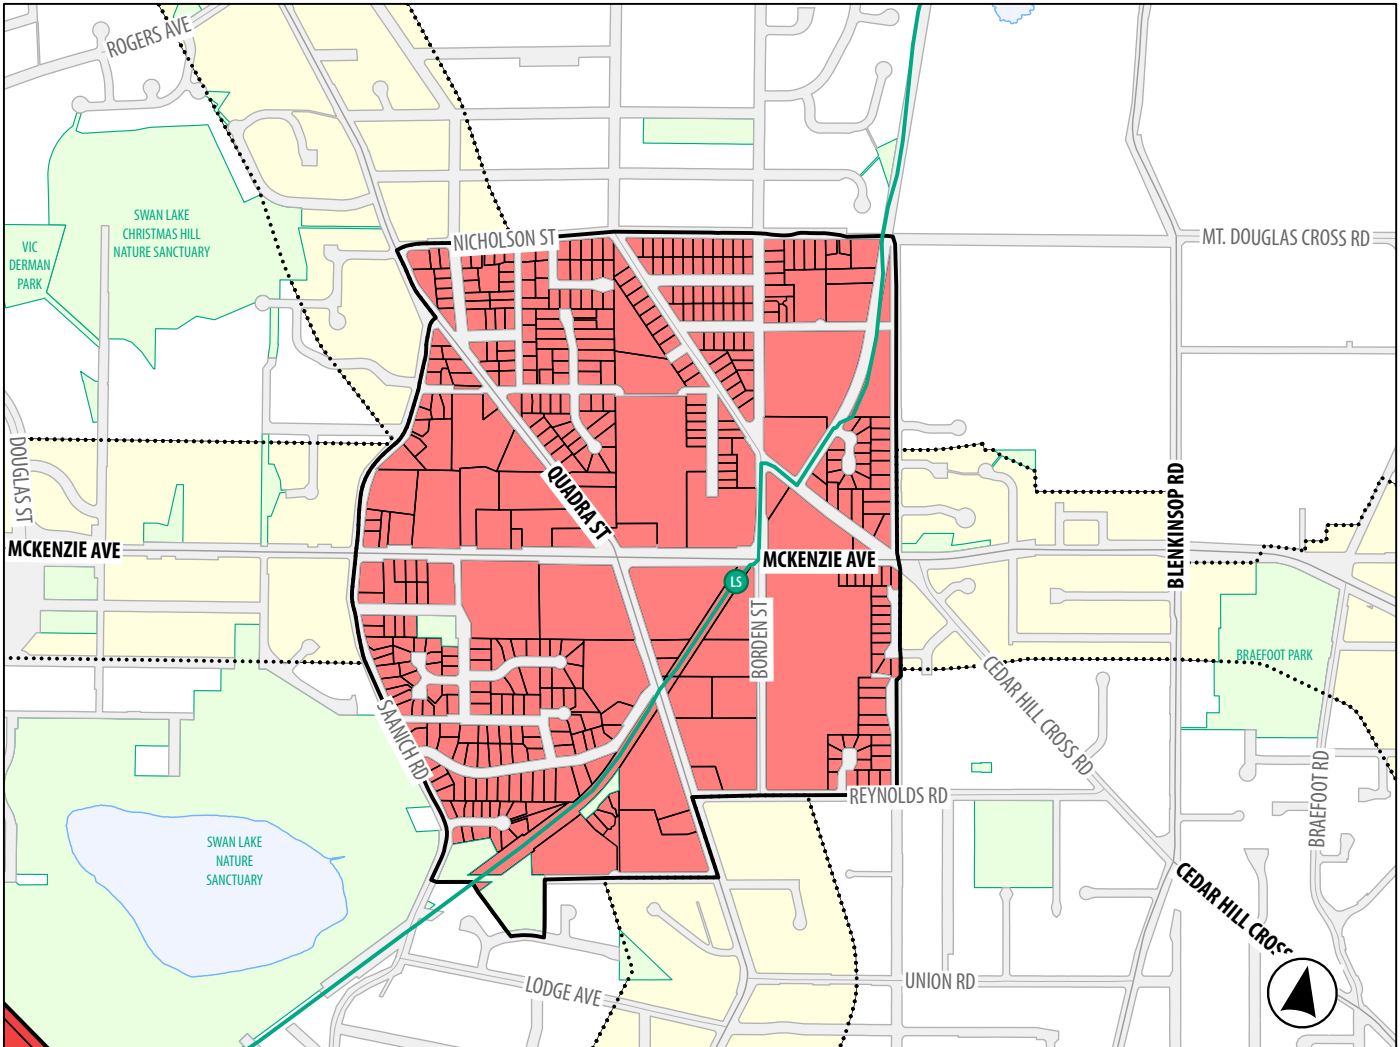 ROGERS AVE
NICHOLSON ST
MT. DOUGLAS CROSS RD
SWAN LAKE
CHRISTMAS HILL
NATURE SANCTUARY
VIC
DERMAN
PARK
DOUGLAS ST
QUADRA ST
BLENKINSOP RD
MCKENZIE AVE
MCKENZIE AVE
LS
BORDEN ST
BRAEFOOT PARK
CEDAR HILL CROSS RD
SAANICH RD
REYNOLDS RD
BRAEFOOT RD
SWAN LAKE
NATURE
SANCTUARY
CEDAR HILL CROSS
UNION RD
LODGE AVE